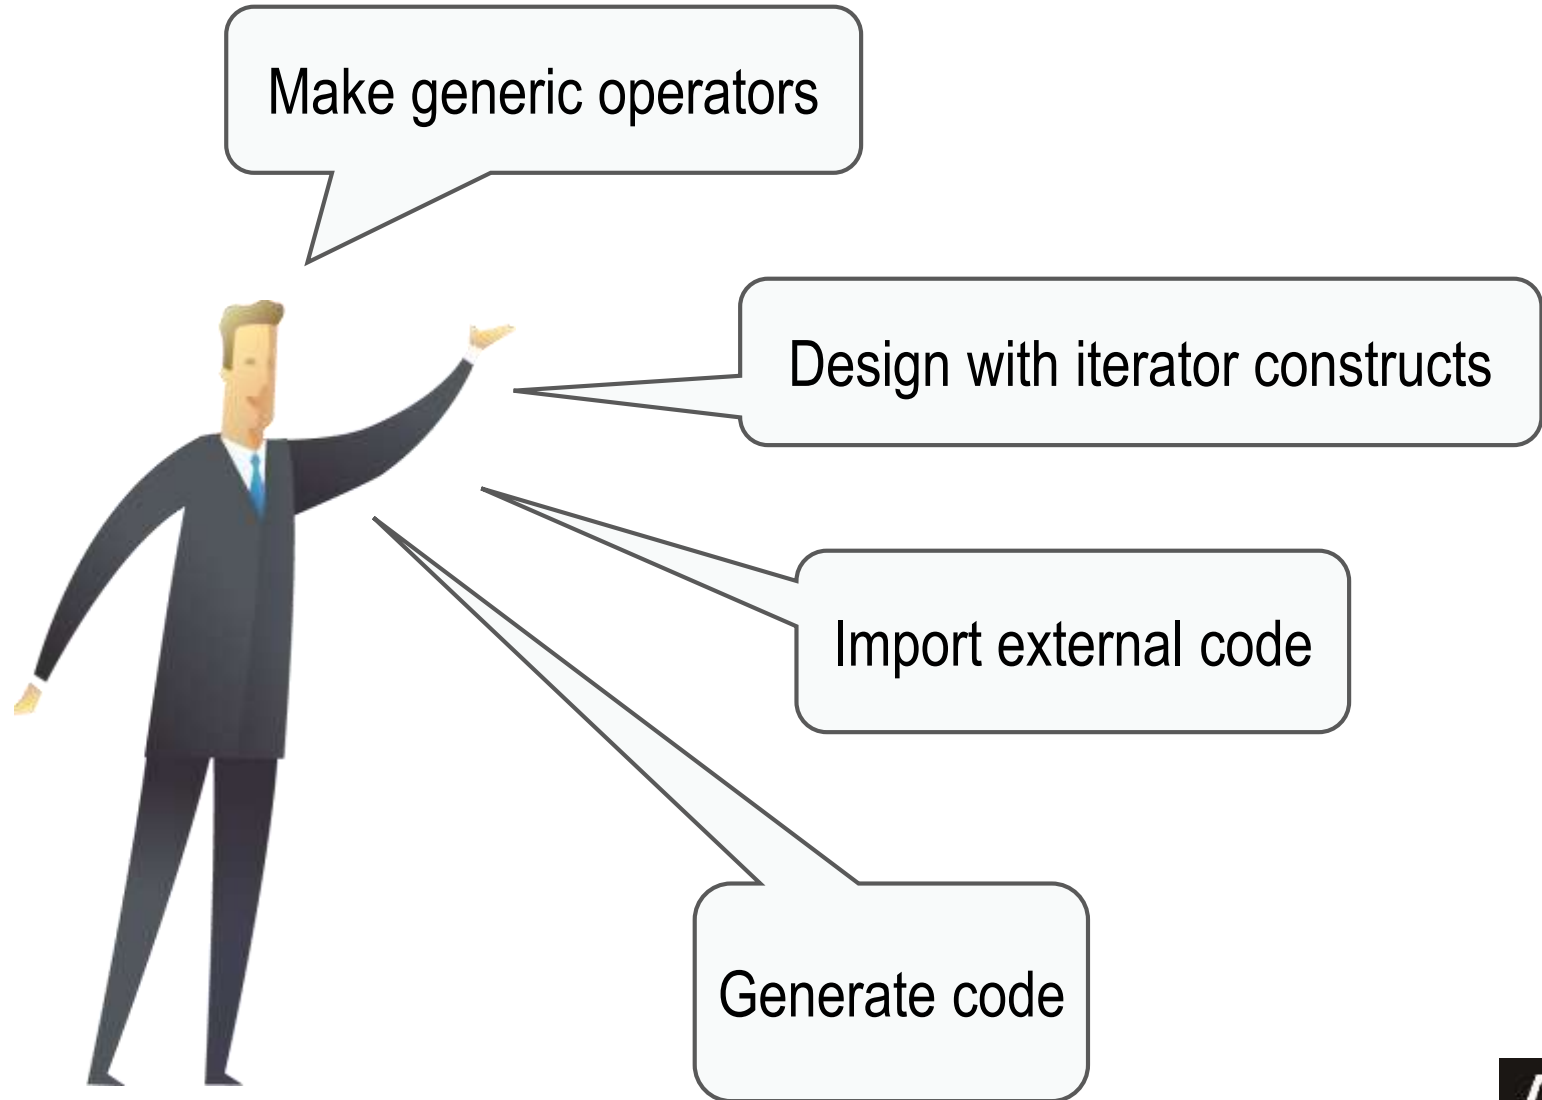 Make generic operators
Design with iterator constructs
Import external code
Generate code